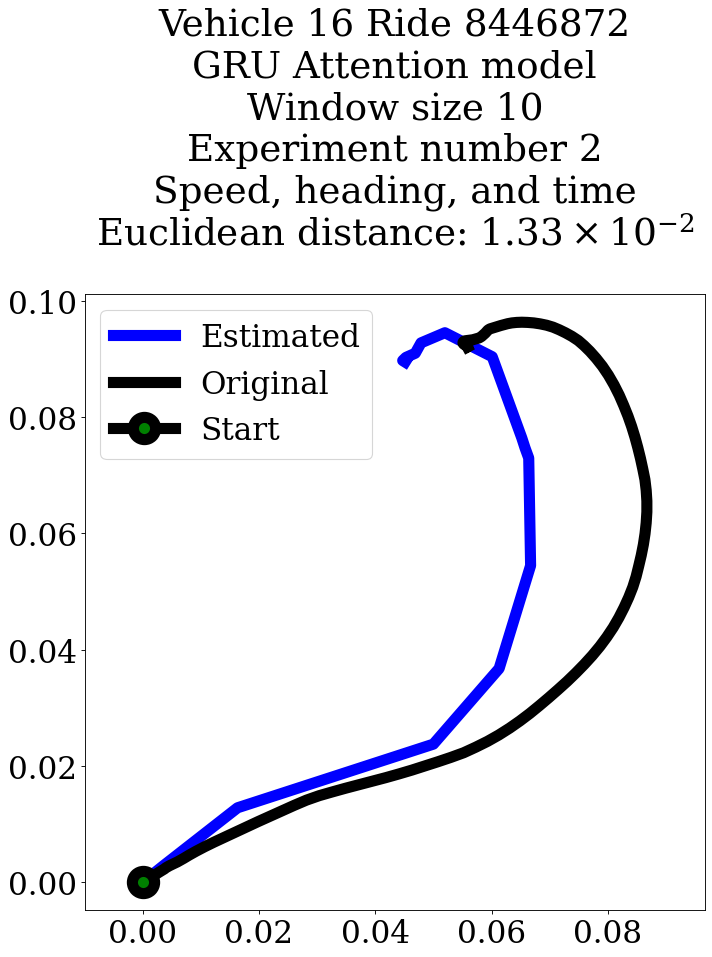 Vehicle 16 Ride 8446872
GRU Attention model
Window size 10
Experiment number 2
Speed, heading, and time
Euclidean distance: 1.33 × 10⁻²
0.10
0.08
0.06
0.04
0.02
0.00
Estimated
Original
Start
0.00 0.02 0.04 0.06 0.08